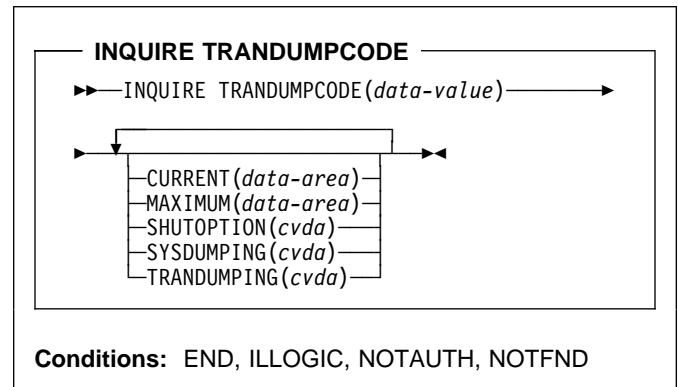 INQUIRE TRANDUMPCODE
INQUIRE TRANDUMPCODE(data-value)
CURRENT(data-area)
MAXIMUM(data-area)
SHUTOPTION(cvda)
SYSDUMPING(cvda)
TRANDUMPING(cvda)
Conditions: END, ILLOGIC, NOTAUTH, NOTFND